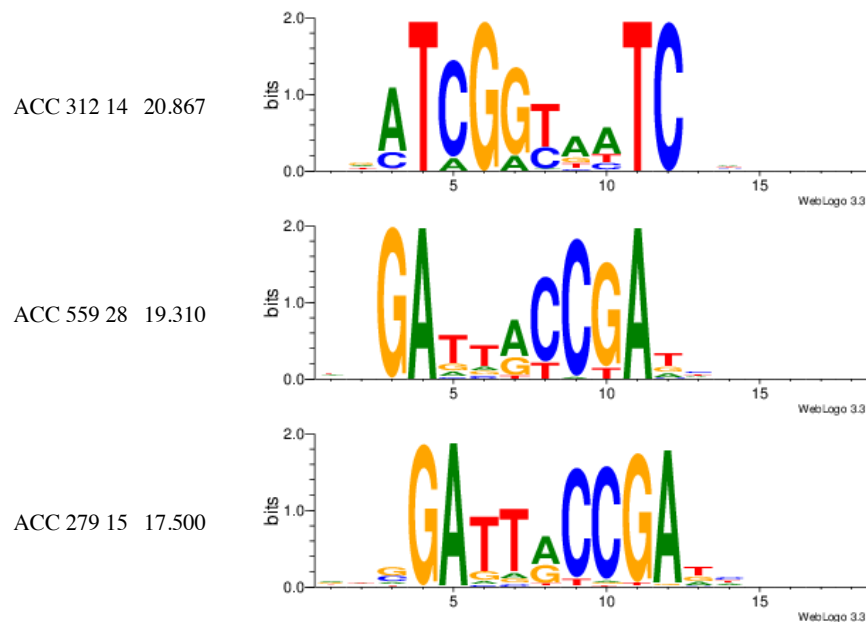 2.0
1.0
0.0
bits
ACC 312 14 20.867
A
C
T
C
A
G
G
A
T
C
A
G
T
A
T
C
T
C
5 10 15
WebLogo 3.3
2.0
1.0
0.0
bits
ACC 559 28 19.310
G
A
T
G
A
T
A
G
A
G
T
C
T
C
G
T
A
T
G
A
5 10 15
WebLogo 3.3
2.0
1.0
0.0
bits
ACC 279 15 17.500
G
C
G
A
T
G
A
T
A
G
A
G
C
T
C
G
A
T
G
5 10 15
WebLogo 3.3